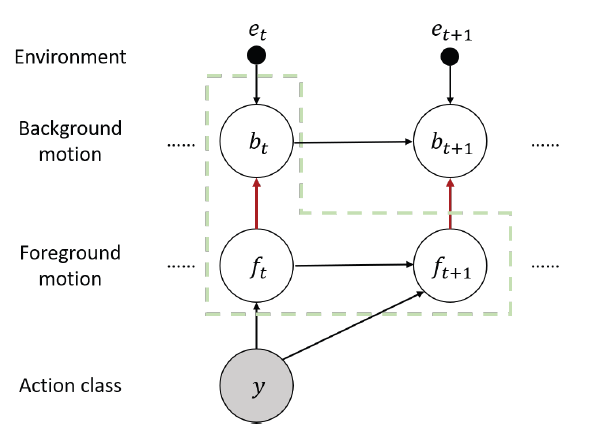 e_t e_{t+1}
Environment
Background motion
...... b_t b_{t+1} ......
Foreground motion
...... f_t f_{t+1} ......
Action class y